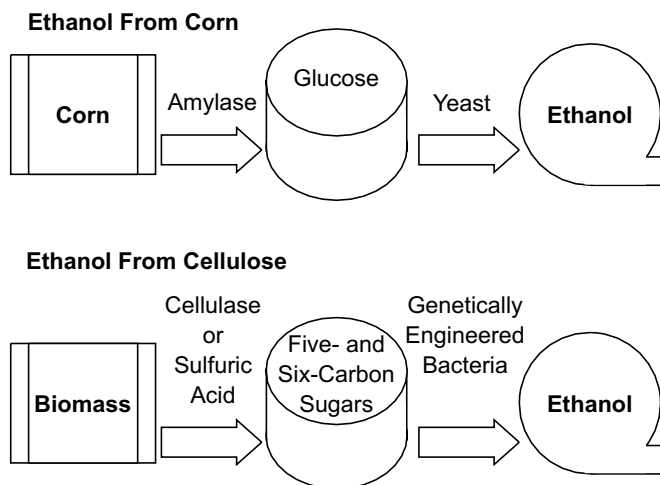 Ethanol From Corn
Corn
Amylase
Glucose
Yeast
Ethanol
Ethanol From Cellulose
Biomass
Cellulase
or
Sulfuric
Acid
Five- and
Six-Carbon
Sugars
Genetically
Engineered
Bacteria
Ethanol